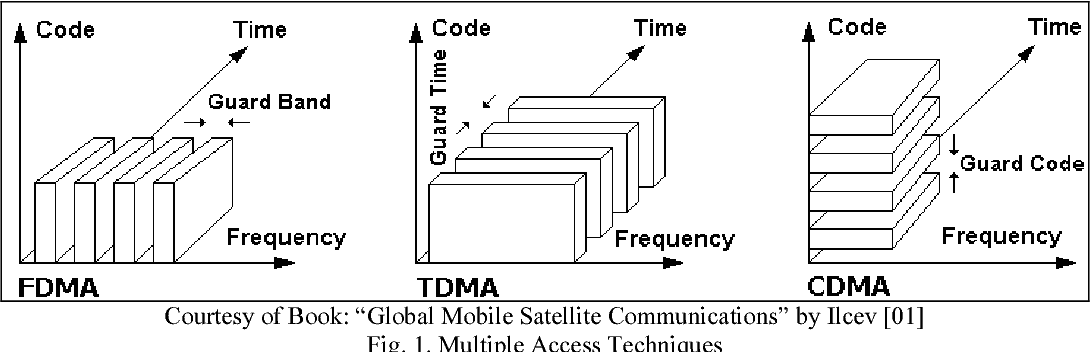 Code
Time
Guard Band
Frequency
FDMA
Code
Time
Guard Time
Frequency
TDMA
Code
Time
Guard Code
Frequency
CDMA
Courtesy of Book: “Global Mobile Satellite Communications” by Ilcev [01]
Fig. 1. Multiple Access Techniques